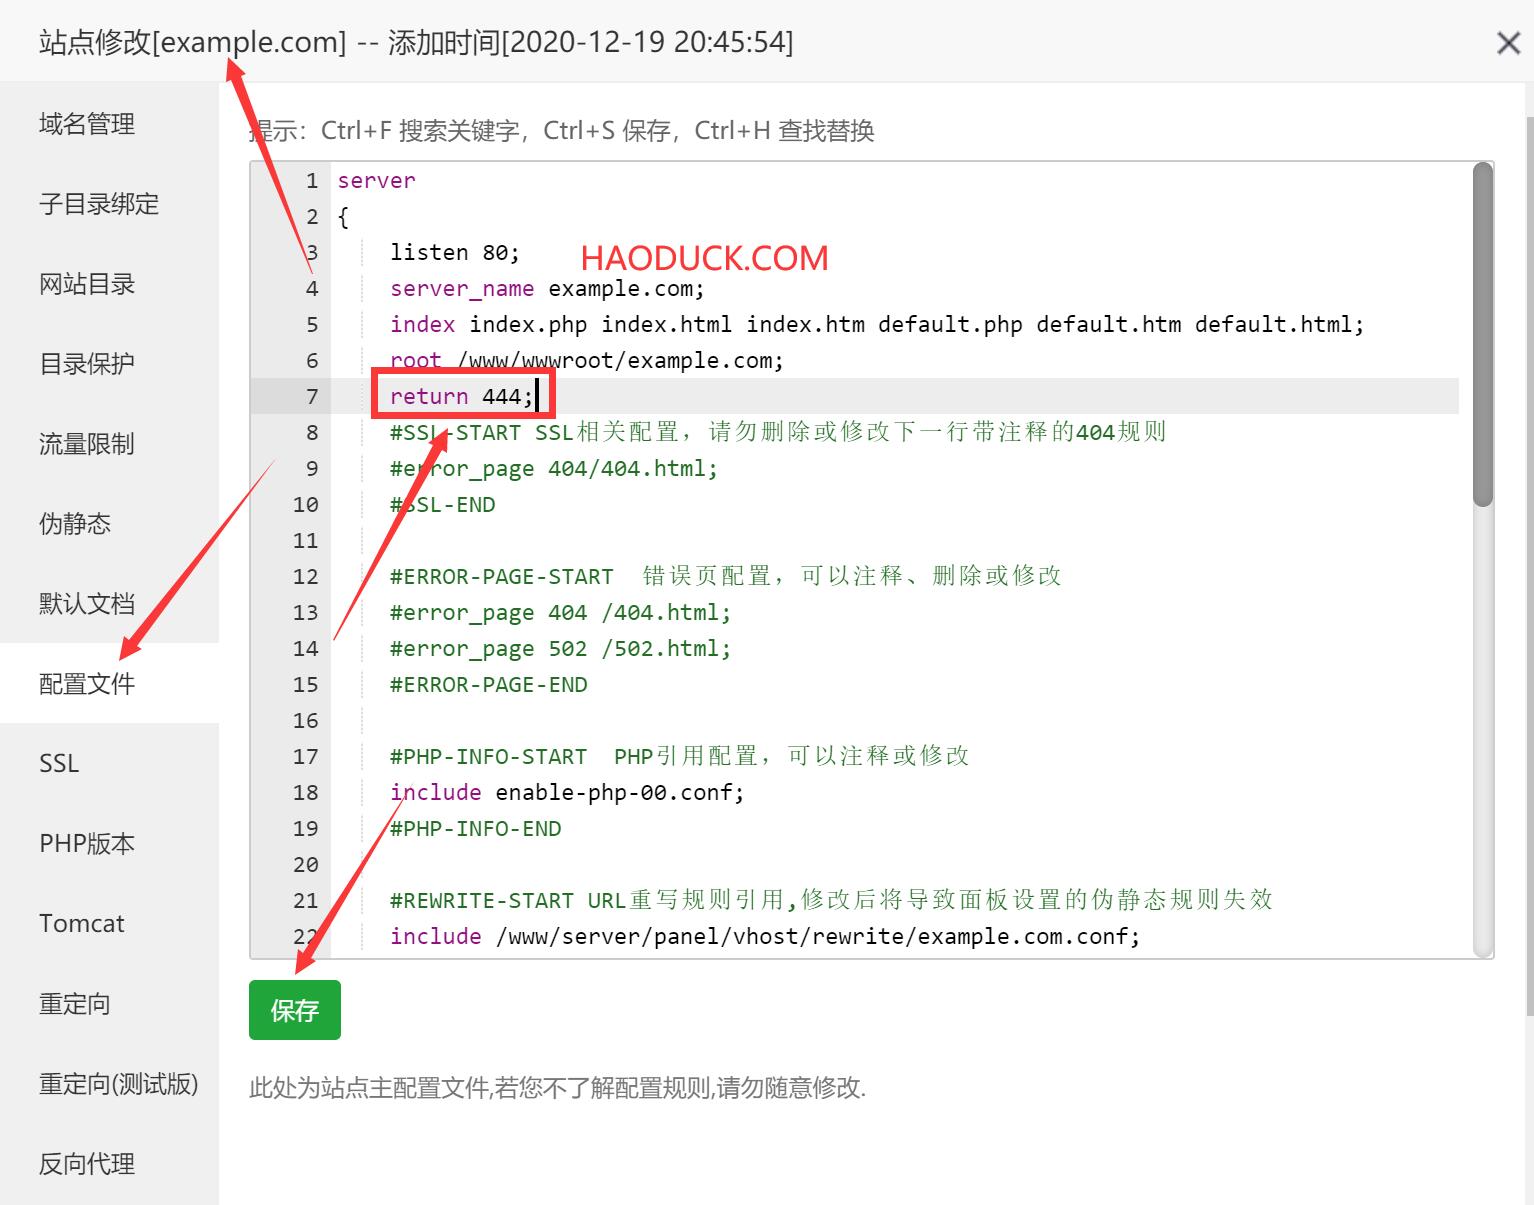 站点修改[example.com] -- 添加时间[2020-12-19 20:45:54]
域名管理
子目录绑定
网站目录
目录保护
流量限制
伪静态
默认文档
配置文件
SSL
PHP版本
Tomcat
重定向
重定向(测试版)
反向代理
提示：Ctrl+F 搜索关键字，Ctrl+S 保存，Ctrl+H 查找替换
1 server
2 {
3 listen 80;
HAODUCK.COM
4 server_name example.com;
5 index index.php index.html index.htm default.php default.htm default.html;
6 root /www/wwwroot/example.com;
7 return 444;
8 #SSL-START SSL相关配置，请勿删除或修改下一行带注释的404规则
9 #error_page 404/404.html;
10 #SSL-END
11
12 #ERROR-PAGE-START  错误页配置，可以注释、删除或修改
13 #error_page 404 /404.html;
14 #error_page 502 /502.html;
15 #ERROR-PAGE-END
16
17 #PHP-INFO-START  PHP引用配置，可以注释或修改
18 include enable-php-00.conf;
19 #PHP-INFO-END
20
21 #REWRITE-START URL重写规则引用,修改后将导致面板设置的伪静态规则失效
22 include /www/server/panel/vhost/rewrite/example.com.conf;
保存
此处为站点主配置文件,若您不了解配置规则,请勿随意修改.